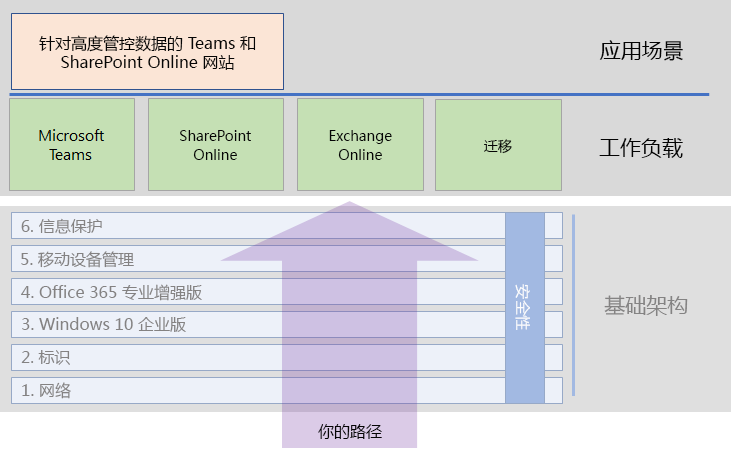 针对高度管控数据的 Teams 和
SharePoint Online 网站
应用场景
Microsoft
Teams
SharePoint
Online
Exchange
Online
迁移
工作负载
6. 信息保护
5. 移动设备管理
4. Office 365 专业增强版
3. Windows 10 企业版
2. 标识
1. 网络
安全性
基础架构
你的路径